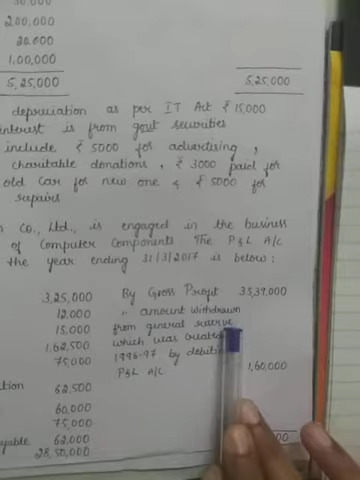 30.000
200,000
20.000
1,00,000
5,25,000 5,25,000
depreciation as per IT Act ₹ 15,000
interest is from govt securities
include ₹ 5000 for advertising,
charitable donations, ₹ 3000 paid for
old car for new one & ₹ 5000 for
repairs
Co., Ltd., is engaged in the business
of Computer Components The P&L A/C
the year ending 31/3/2017 is below:
3,25,000 By Gross Profit 35,39,000
12,000 " amount withdrawn
15,000 from general reserve
1,62,500 which was created
75,000 1996-97 by debiting
P&L A/C 1,60,000
62,500
60,000
75,000
payable 62,000
28,50,000